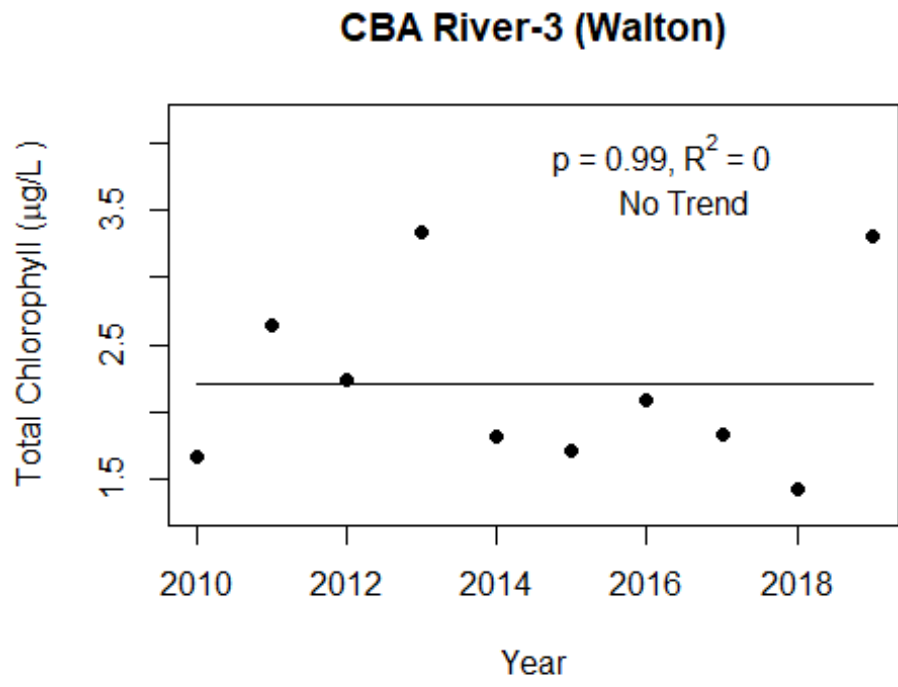 CBA River-3 (Walton)
p = 0.99, R² = 0
No Trend
Total Chlorophyll (µg/L )
3.5
2.5
1.5
2010 2012 2014 2016 2018
Year